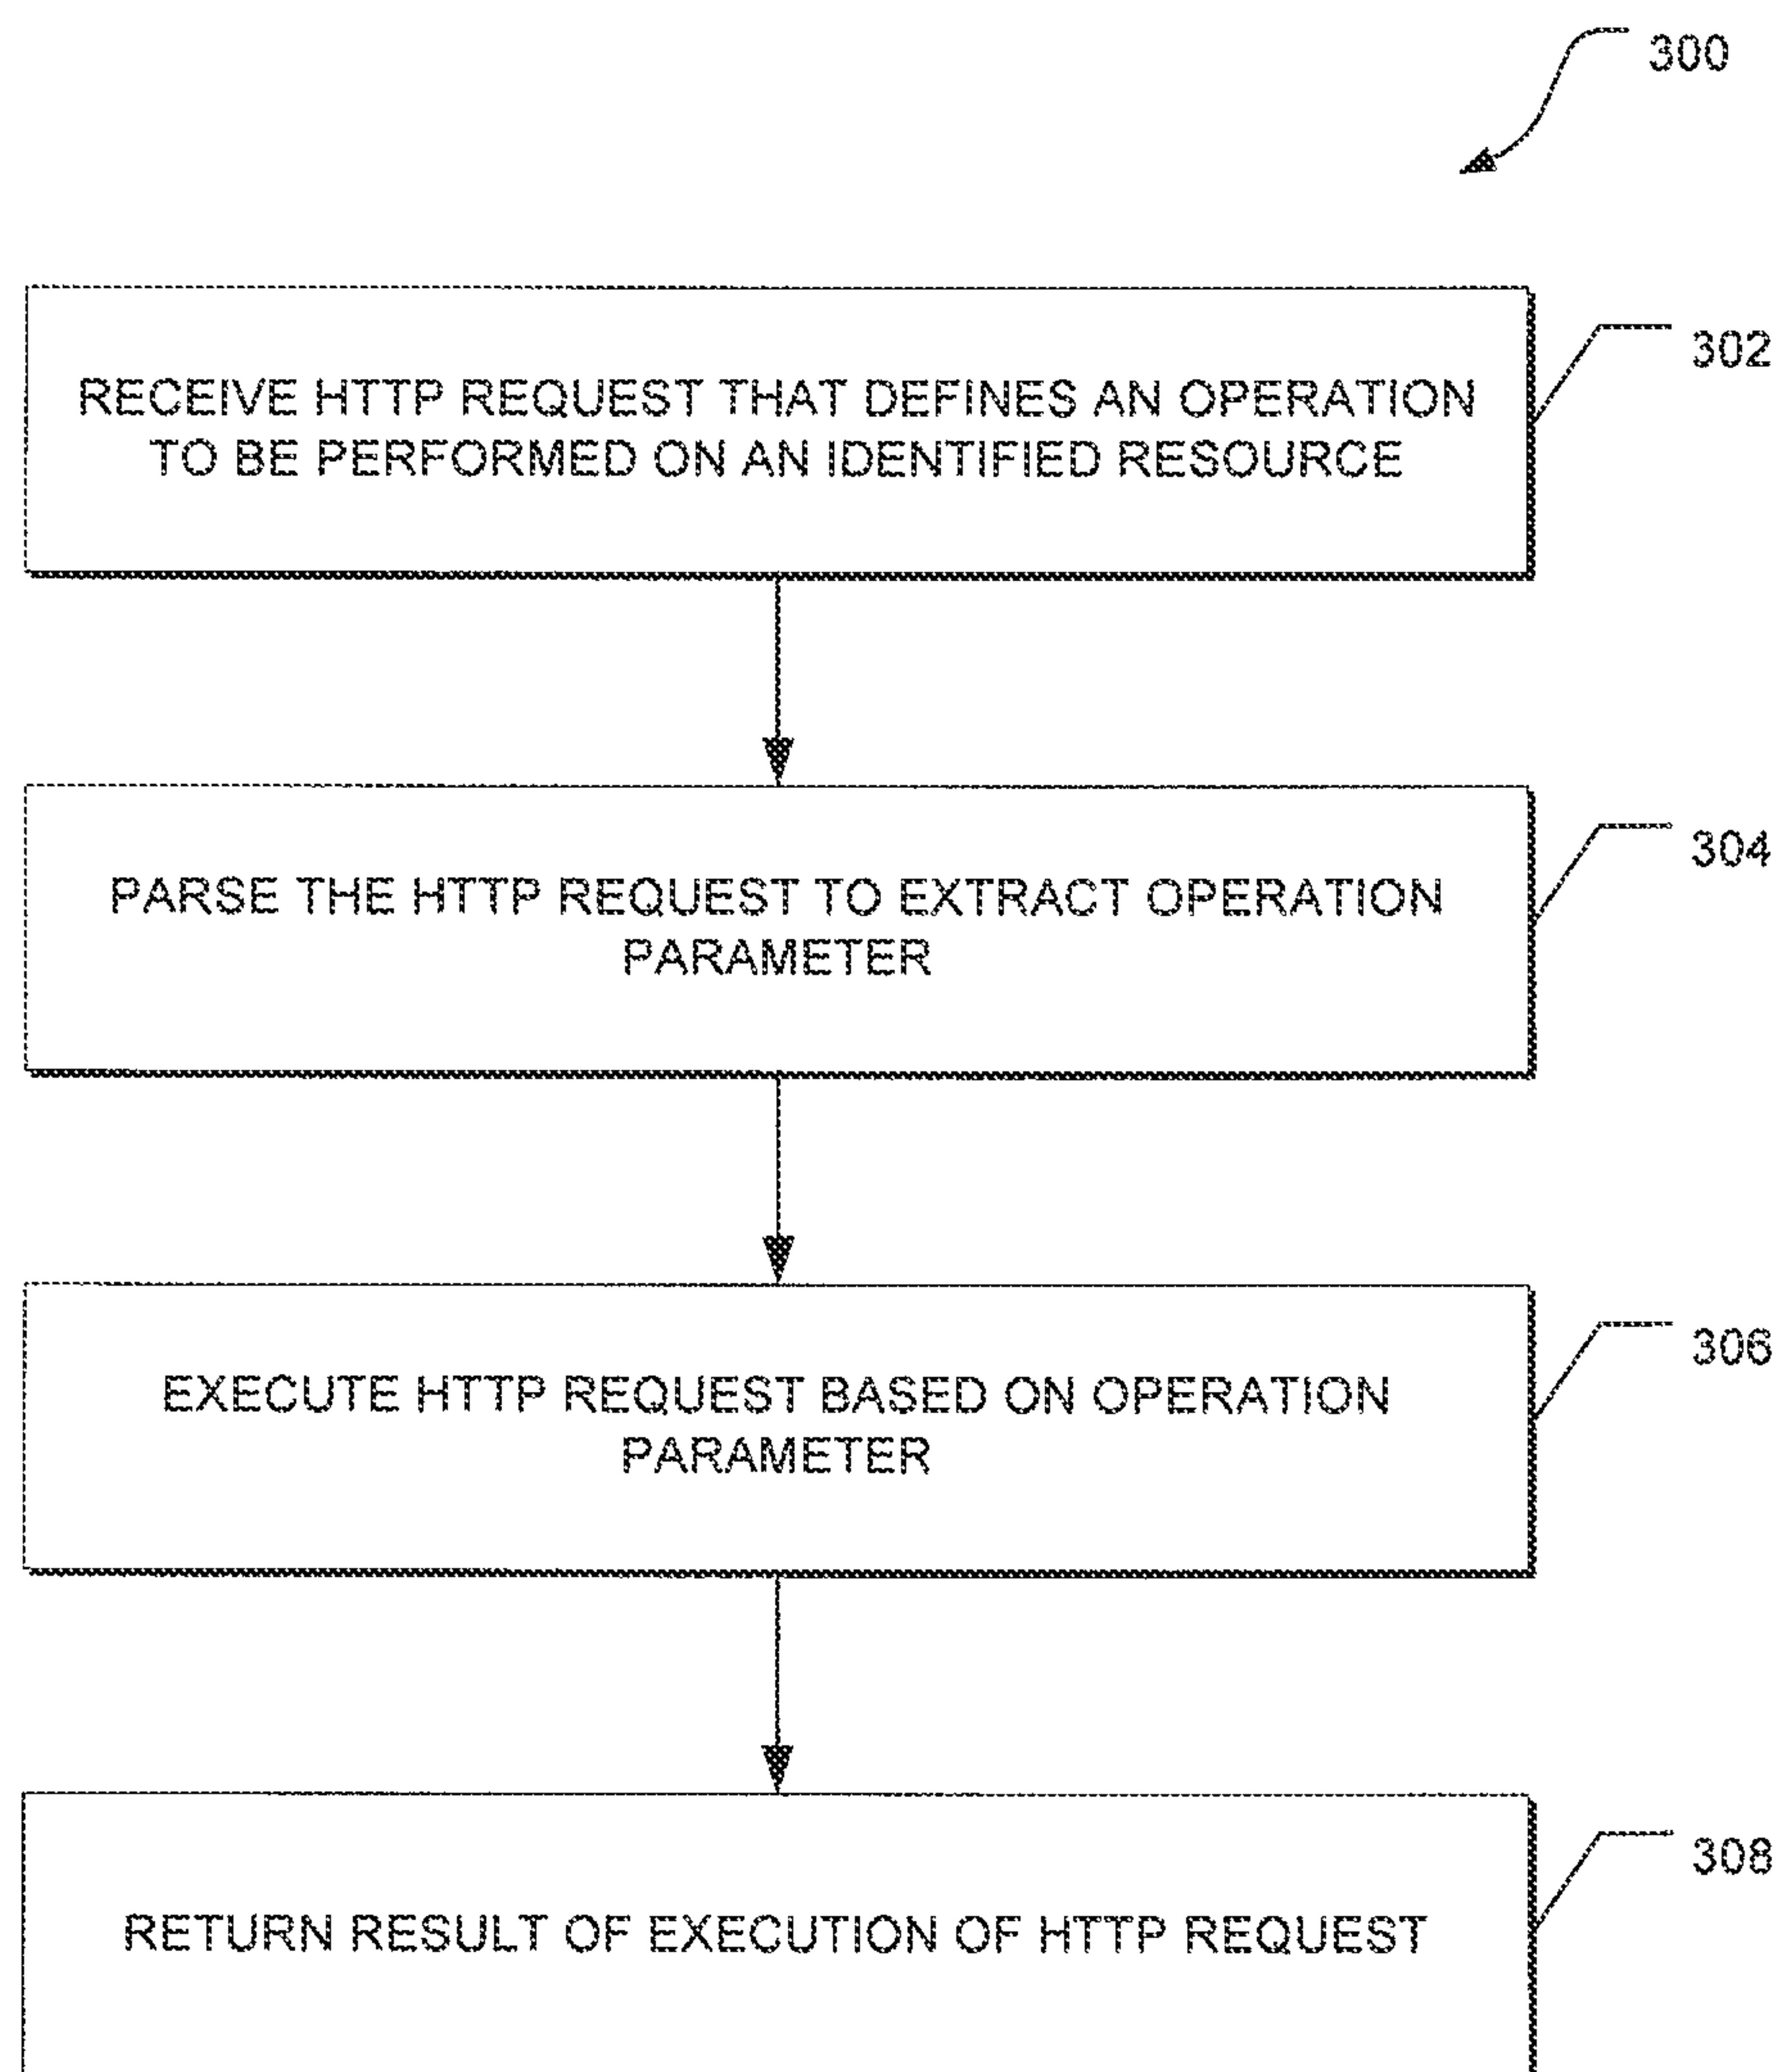 300
RECEIVE HTTP REQUEST THAT DEFINES AN OPERATION
TO BE PERFORMED ON AN IDENTIFIED RESOURCE
302
PARSE THE HTTP REQUEST TO EXTRACT OPERATION
PARAMETER
304
EXECUTE HTTP REQUEST BASED ON OPERATION
PARAMETER
306
RETURN RESULT OF EXECUTION OF HTTP REQUEST
308